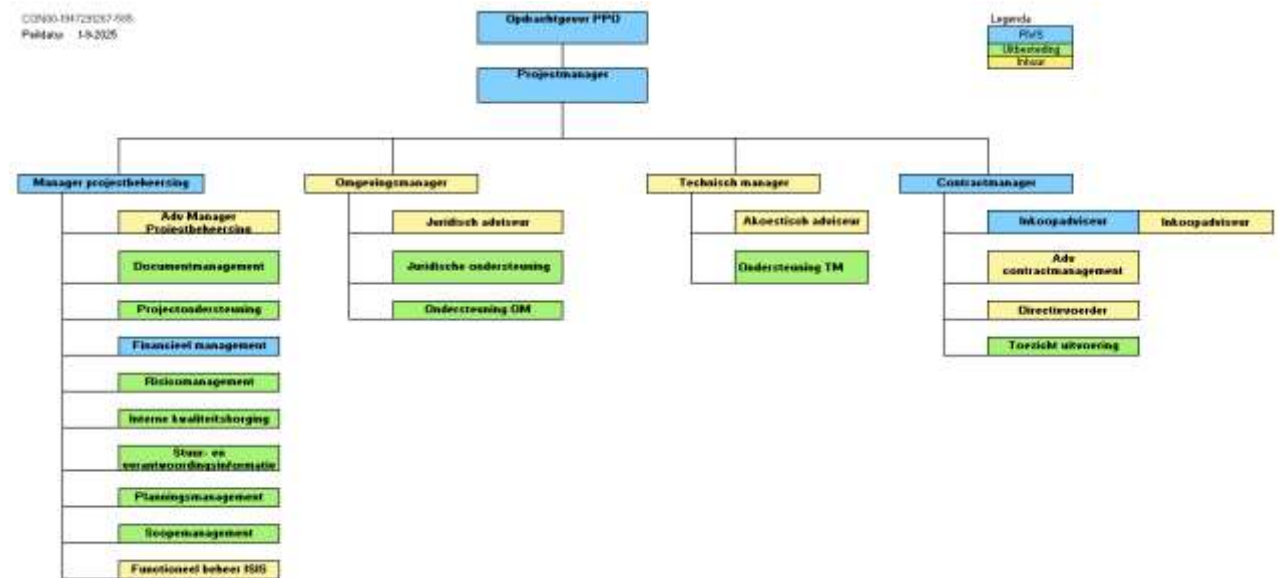 Peildatum 1-9-2025
Opdrachtgever PPO
Projectmanager
Legenda
RWS
Uitbesteding
Inhuur
Manager projectbeheersing
Omgevingsmanager
Technisch manager
Contractmanager
Adv Manager
Projectbeheersing
Juridisch adviseur
Akoestisch adviseur
Inkoopadviseur
Inkoopadviseur
Documentmanagement
Juridische ondersteuning
Ondersteuning TM
Adv
contractmanagement
Projectondersteuning
Ondersteuning OM
Directievoerder
Financieel management
Toezicht uitvoering
Risicomanagement
Interne kwaliteitsborging
Stuur- en
verantwoordingsinformatie
Planningsmanagement
Scopemanagement
Functioneel beheer ISIS